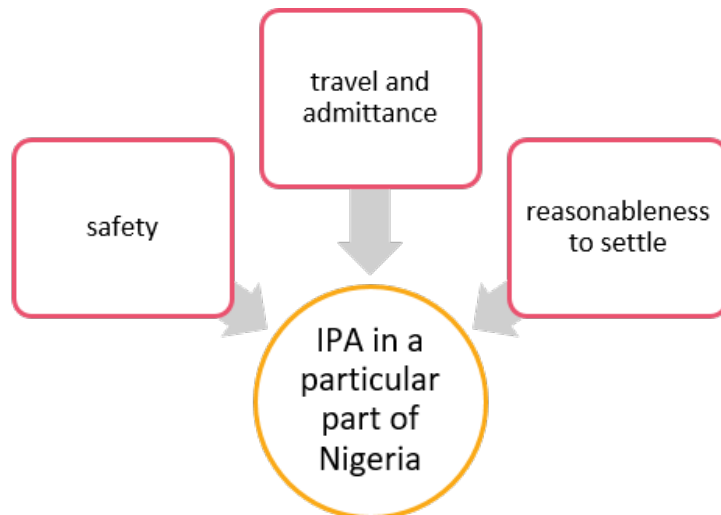 travel and
admittance
safety
reasonableness
to settle
IPA in a
particular
part of
Nigeria